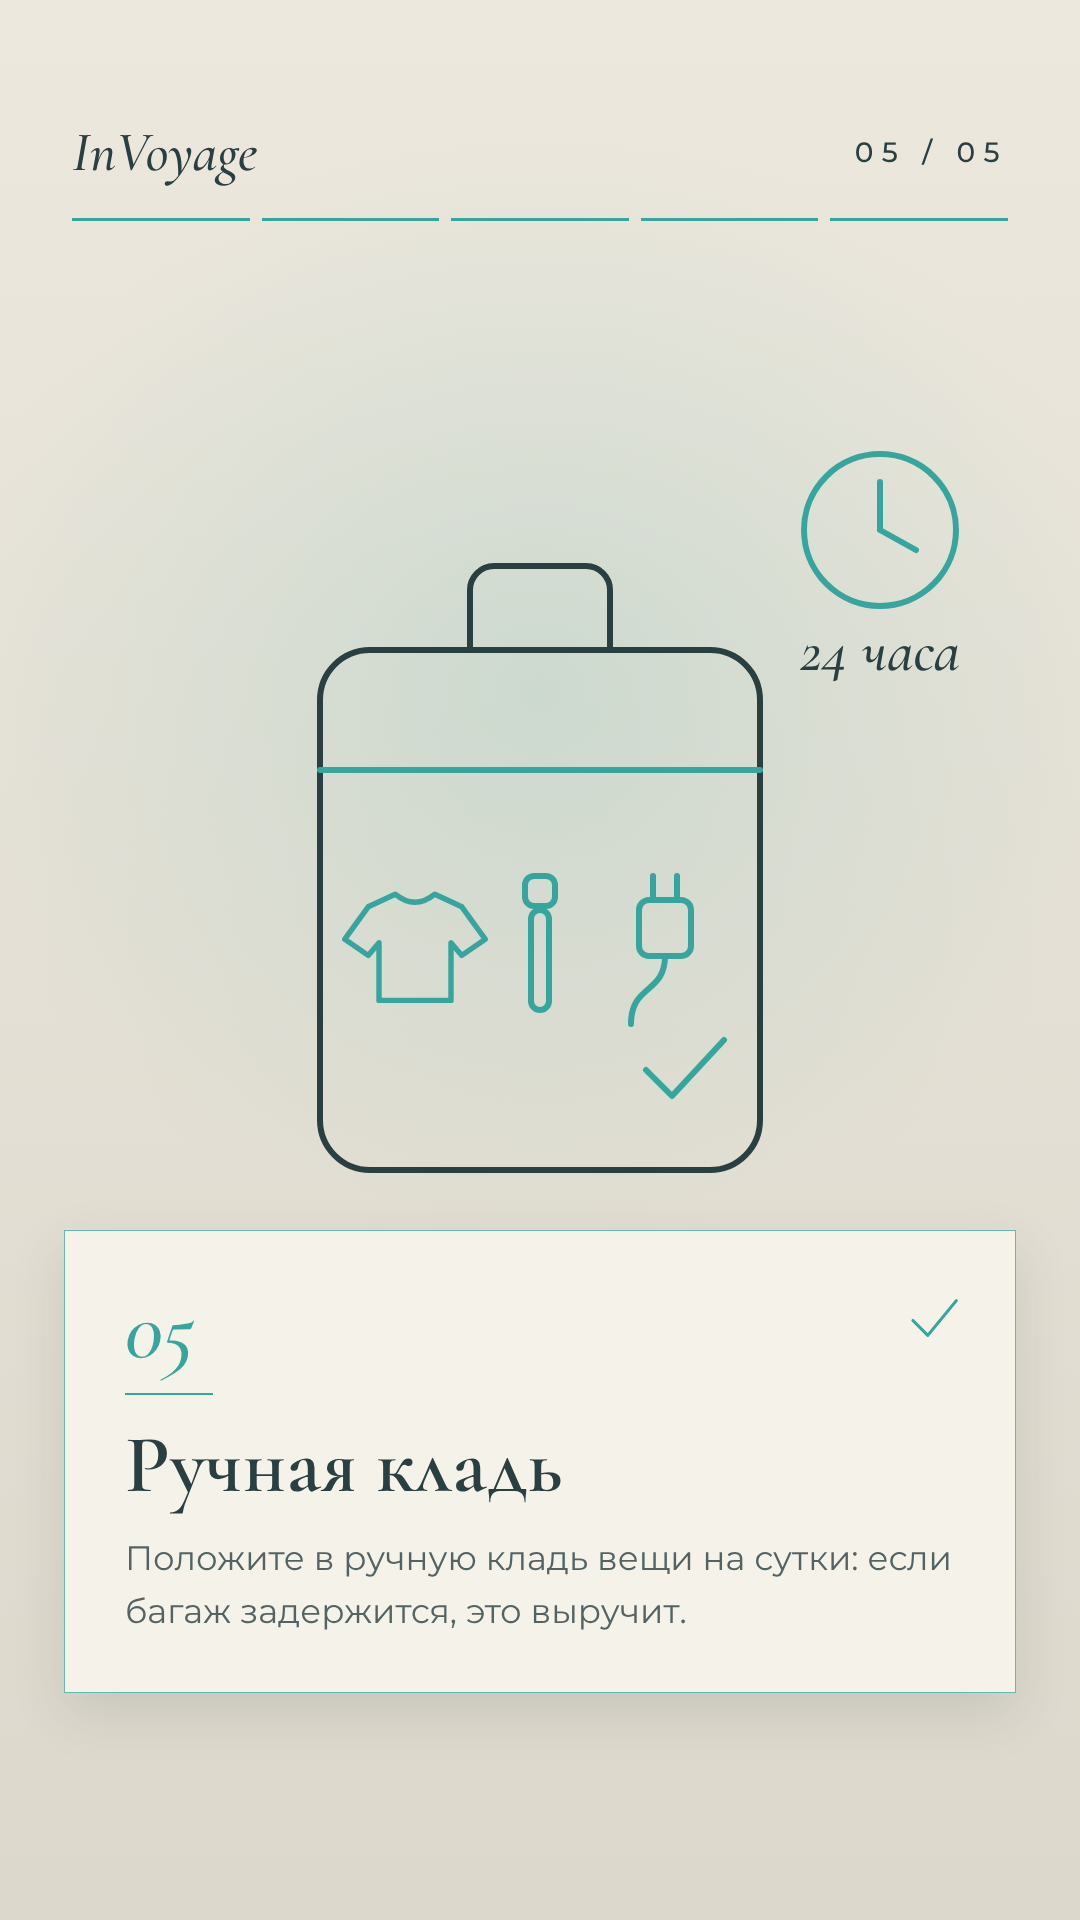 InVoyage
05 / 05
24 часа
05
Ручная кладь
Положите в ручную кладь вещи на сутки: если
багаж задержится, это выручит.